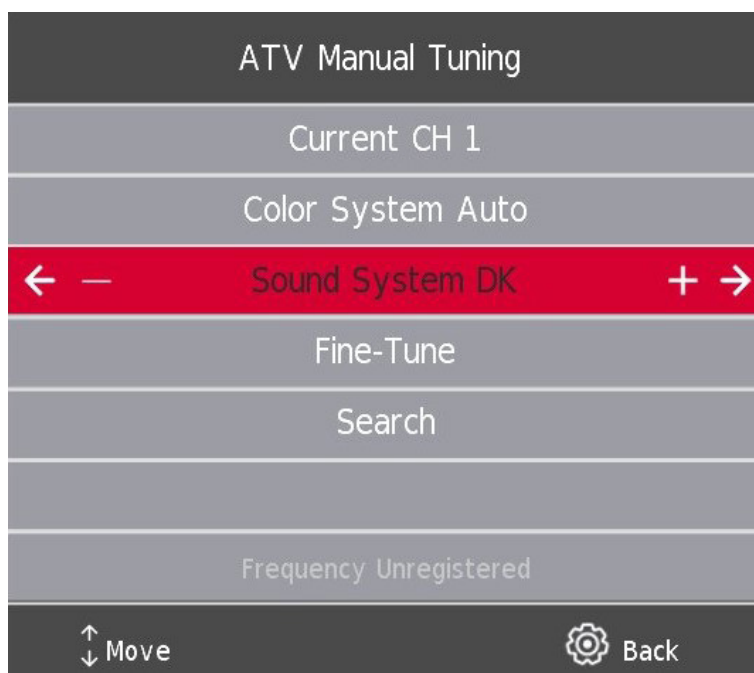 ATV Manual Tuning
Current CH 1
Color System Auto
Sound System DK
Fine-Tune
Search
Frequency Unregistered
Move Back